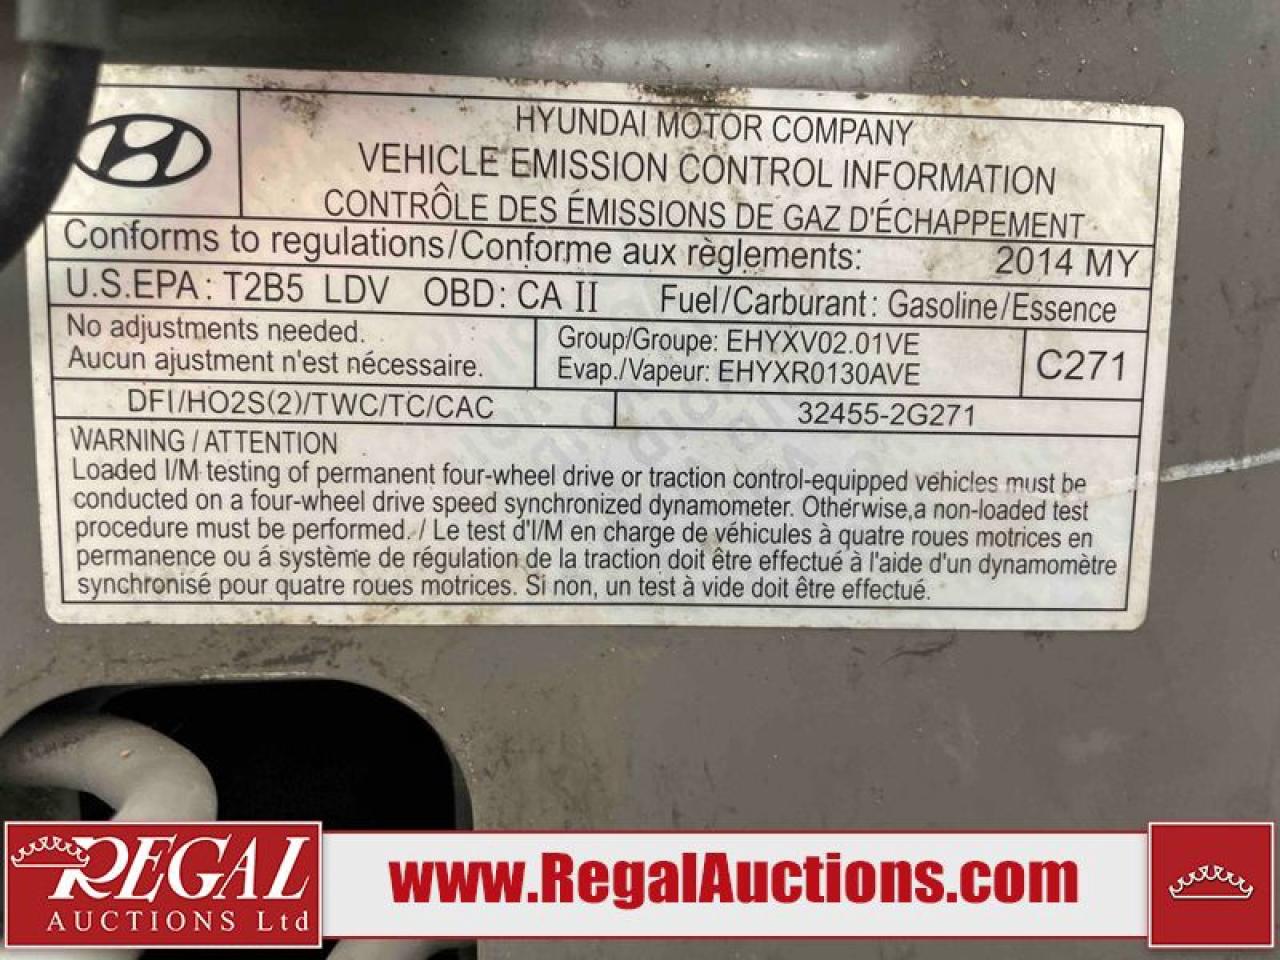 HYUNDAI MOTOR COMPANY
VEHICLE EMISSION CONTROL INFORMATION
CONTRÔLE DES ÉMISSIONS DE GAZ D'ÉCHAPPEMENT
Conforms to regulations/Conforme aux règlements: 2014 MY
U.S.EPA: T2B5 LDV OBD: CA II Fuel/Carburant: Gasoline/Essence
No adjustments needed.
Aucun ajustment n'est nécessaire.
Group/Groupe: EHYXV02.01VE
Evap./Vapeur: EHYXR0130AVE
C271
DFI/HO2S(2)/TWC/TC/CAC
32455-2G271
WARNING / ATTENTION
Loaded I/M testing of permanent four-wheel drive or traction control-equipped vehicles must be
conducted on a four-wheel drive speed synchronized dynamometer. Otherwise,a non-loaded test
procedure must be performed. / Le test d'I/M en charge de véhicules à quatre roues motrices en
permanence ou á système de régulation de la traction doit être effectué à l'aide d'un dynamomètre
synchronisé pour quatre roues motrices. Si non, un test à vide doit être effectué.
REGAL
AUCTIONS Ltd
www.RegalAuctions.com